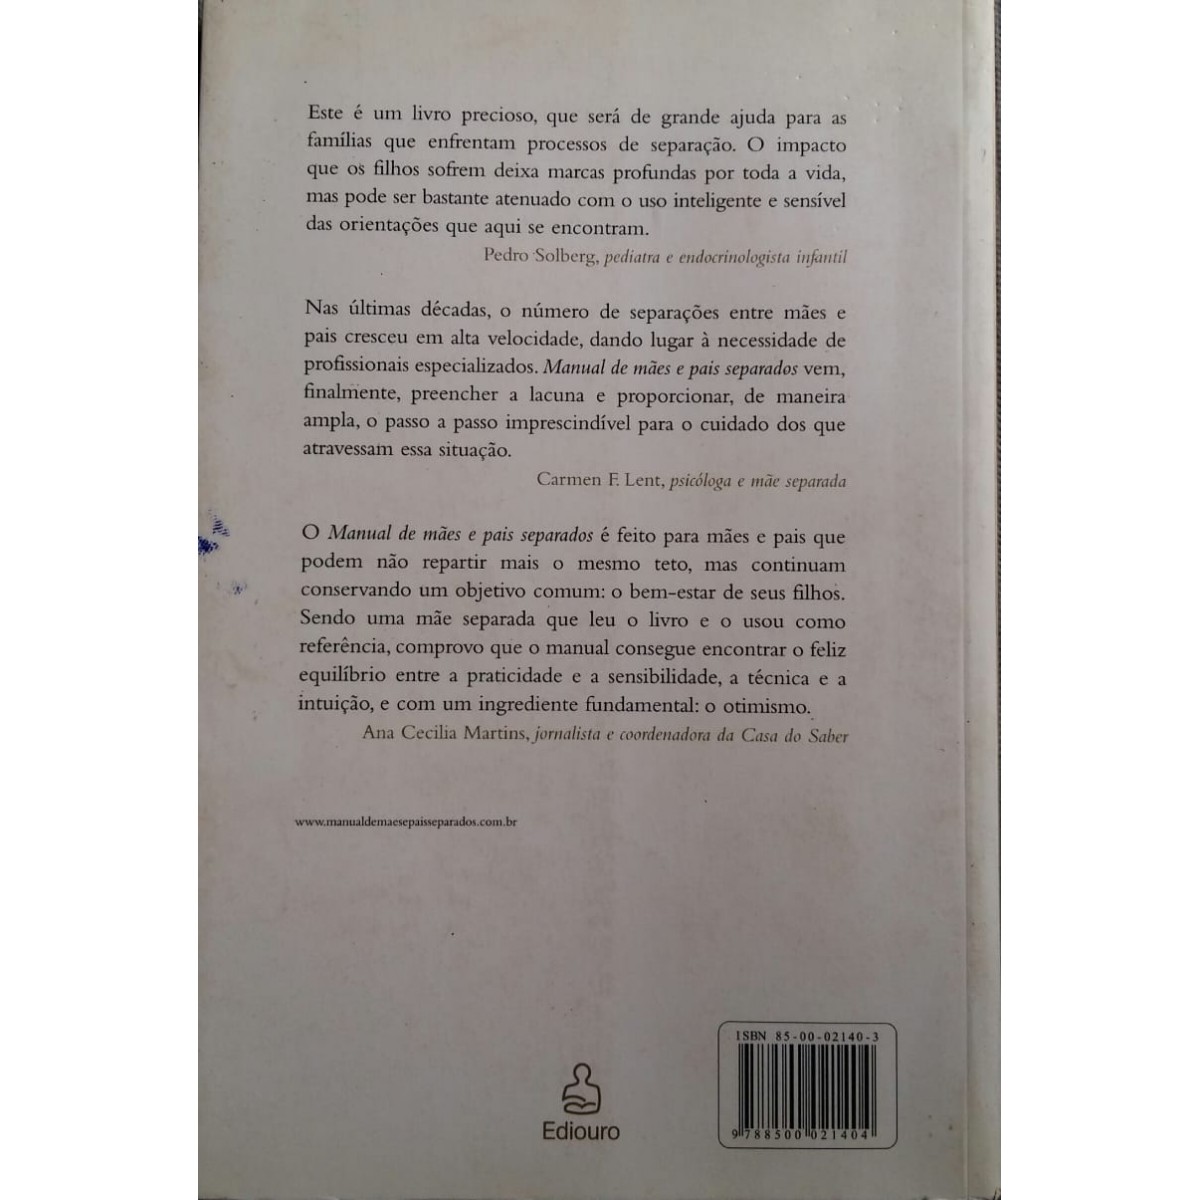 Este é um livro precioso, que será de grande ajuda para as
famílias que enfrentam processos de separação. O impacto
que os filhos sofrem deixa marcas profundas por toda a vida,
mas pode ser bastante atenuado com o uso inteligente e sensível
das orientações que aqui se encontram.
Pedro Solberg, pediatra e endocrinologista infantil
Nas últimas décadas, o número de separações entre mães e
pais cresceu em alta velocidade, dando lugar à necessidade de
profissionais especializados. Manual de mães e pais separados vem,
finalmente, preencher a lacuna e proporcionar, de maneira
ampla, o passo a passo imprescindível para o cuidado dos que
atravessam essa situação.
Carmen F. Lent, psicóloga e mãe separada
O Manual de mães e pais separados é feito para mães e pais que
podem não repartir mais o mesmo teto, mas continuam
conservando um objetivo comum: o bem-estar de seus filhos.
Sendo uma mãe separada que leu o livro e o usou como
referência, comprovo que o manual consegue encontrar o feliz
equilíbrio entre a praticidade e a sensibilidade, a técnica e a
intuição, e com um ingrediente fundamental: o otimismo.
Ana Cecilia Martins, jornalista e coordenadora da Casa do Saber
www.manualdemaesepaisseparados.com.br
ISBN 85-00-02140-3
9 788500 021404
Ediouro